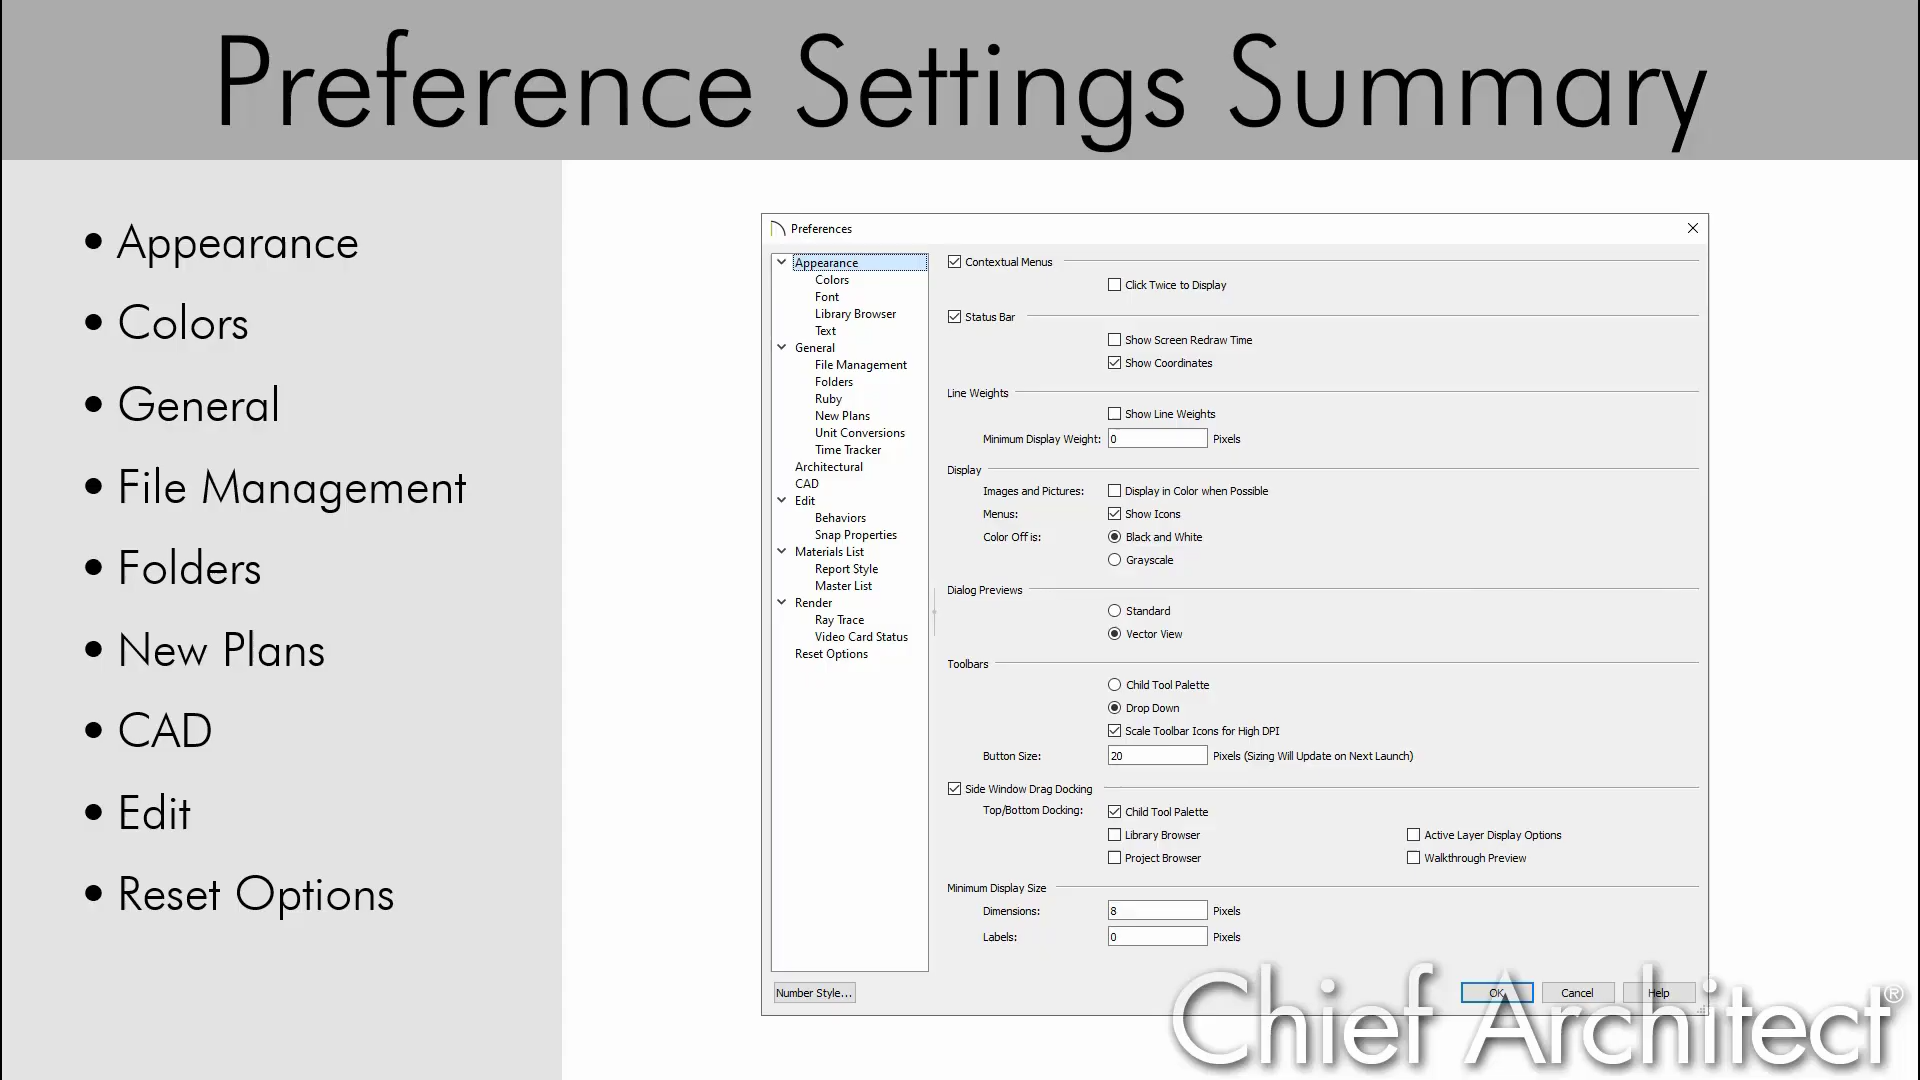 Preference Settings Summary
• Appearance
• Colors
• General
• File Management
• Folders
• New Plans
• CAD
• Edit
• Reset Options
Preferences
Appearance
Colors
Font
Library Browser
Text
General
File Management
Folders
Ruby
New Plans
Unit Conversions
Time Tracker
Architectural
CAD
Edit
Behaviors
Snap Properties
Materials List
Report Style
Master List
Render
Ray Trace
Video Card Status
Reset Options
Number Style...
Contextual Menus
Click Twice to Display
Status Bar
Show Screen Redraw Time
Show Coordinates
Line Weights
Show Line Weights
Minimum Display Weight: 0 Pixels
Display
Images and Pictures: Display in Color when Possible
Menus: Show Icons
Color Off is: Black and White
Grayscale
Dialog Previews
Standard
Vector View
Toolbars
Child Tool Palette
Drop Down
Scale Toolbar Icons for High DPI
Button Size: 20 Pixels (Sizing Will Update on Next Launch)
Side Window Drag Docking
Top/Bottom Docking: Child Tool Palette
Library Browser Active Layer Display Options
Project Browser Walkthrough Preview
Minimum Display Size
Dimensions: 8 Pixels
Labels: 0 Pixels
OK Cancel Help
Chief Architect®